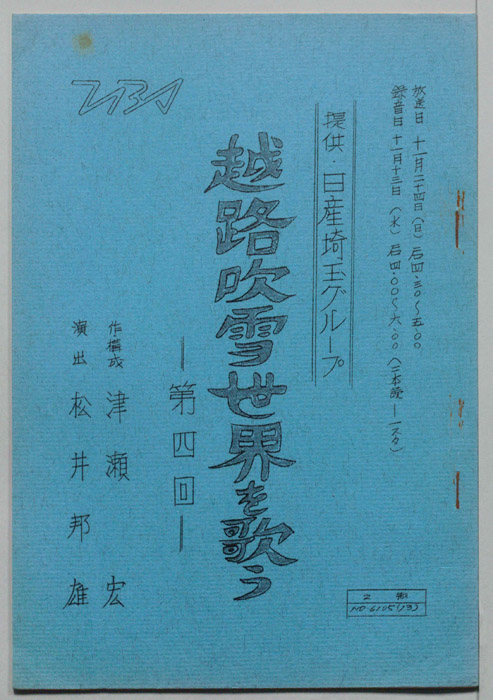 放送日 十一月二十四日(日)后四・三〇〜五・〇〇
録音日 十一月十三日(水)后四・〇〇〜六・〇〇
提供・日産埼玉グループ
越路吹雪世界を歌う
―第四回―
作構成 津瀬 宏
演出 松井邦雄
TBS
NO-6105(13)